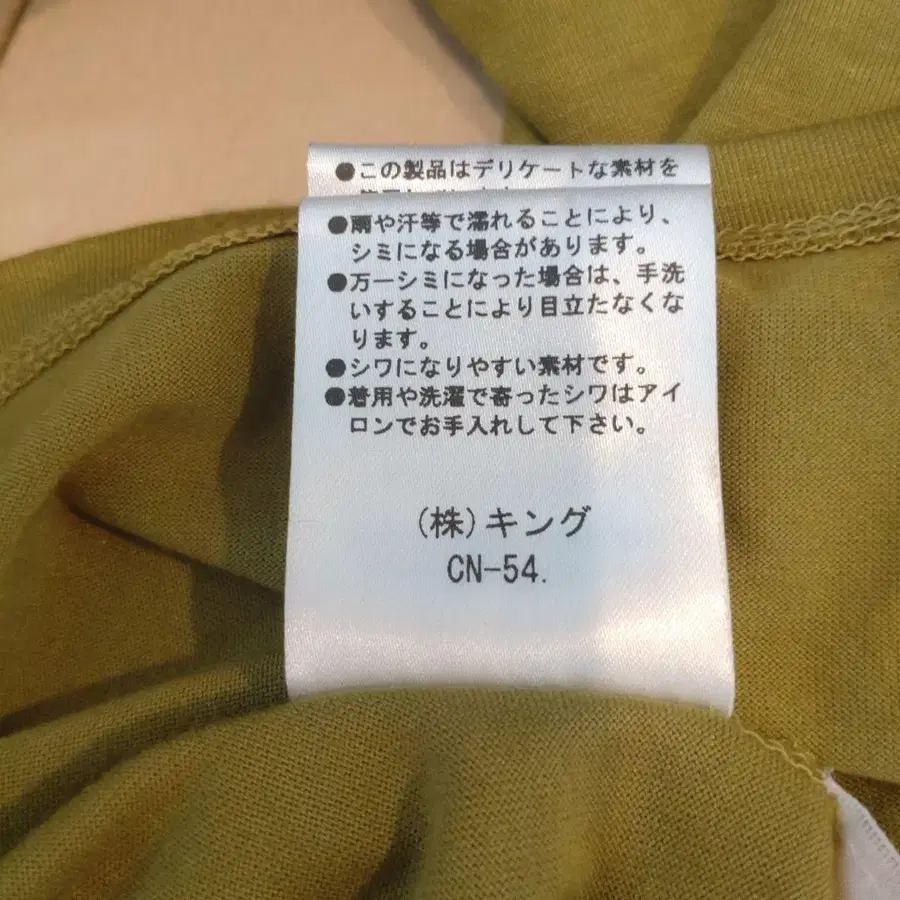 ●この製品はデリケートな素材を
●雨や汗等で濡れることにより、
シミになる場合があります。
●万一シミになった場合は、手洗
いすることにより目立たなくな
ります。
●シワになりやすい素材です。
●着用や洗濯で寄ったシワはアイ
ロンでお手入れして下さい。
(株)キング
CN-54.